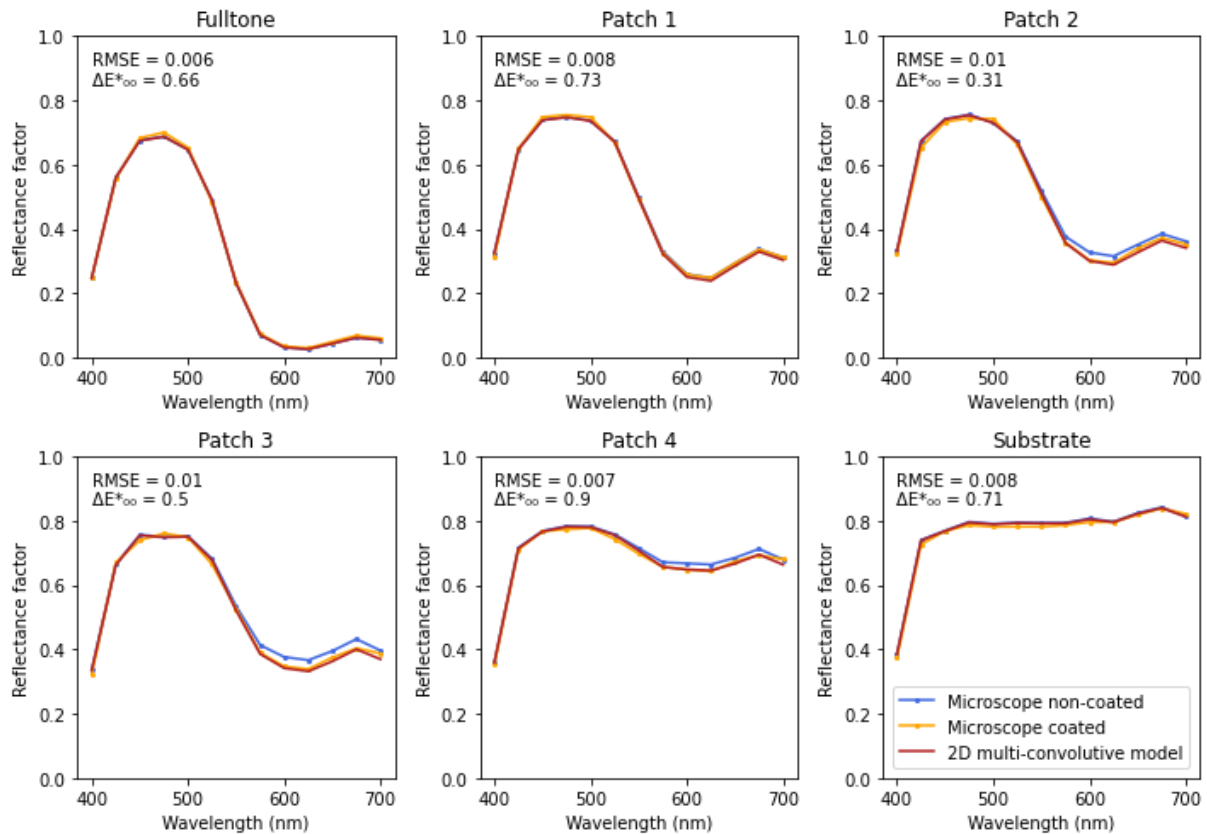 Fulltone
RMSE = 0.006
ΔE*₀₀ = 0.66
1.0
0.8
0.6
0.4
0.2
0.0
Reflectance factor
400 500 600 700
Wavelength (nm)
Patch 1
RMSE = 0.008
ΔE*₀₀ = 0.73
1.0
0.8
0.6
0.4
0.2
0.0
Reflectance factor
400 500 600 700
Wavelength (nm)
Patch 2
RMSE = 0.01
ΔE*₀₀ = 0.31
1.0
0.8
0.6
0.4
0.2
0.0
Reflectance factor
400 500 600 700
Wavelength (nm)
Patch 3
RMSE = 0.01
ΔE*₀₀ = 0.5
1.0
0.8
0.6
0.4
0.2
0.0
Reflectance factor
400 500 600 700
Wavelength (nm)
Patch 4
RMSE = 0.007
ΔE*₀₀ = 0.9
1.0
0.8
0.6
0.4
0.2
0.0
Reflectance factor
400 500 600 700
Wavelength (nm)
Substrate
RMSE = 0.008
ΔE*₀₀ = 0.71
1.0
0.8
0.6
0.4
0.2
0.0
Reflectance factor
Microscope non-coated
Microscope coated
2D multi-convolutive model
400 500 600 700
Wavelength (nm)